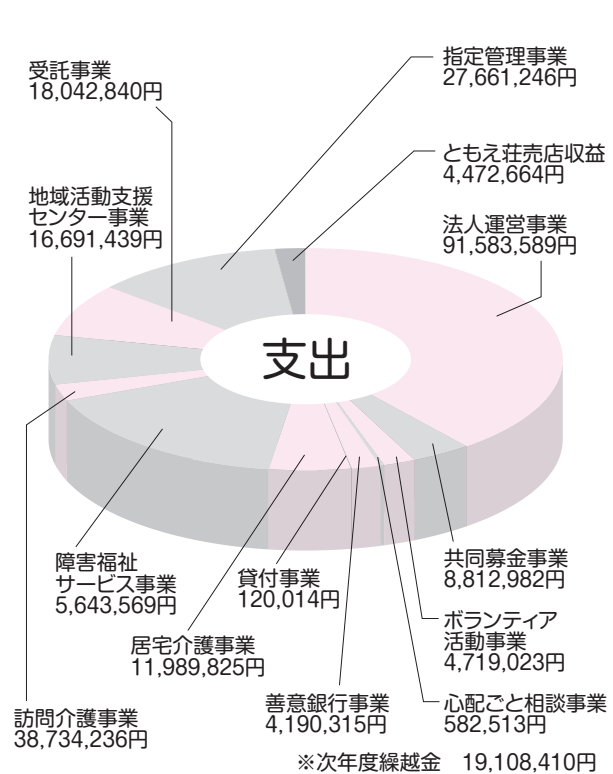 支出
指定管理事業
27,661,246円
ともえ荘売店収益
4,472,664円
法人運営事業
91,583,589円
受託事業
18,042,840円
地域活動支援
センター事業
16,691,439円
障害福祉
サービス事業
5,643,569円
訪問介護事業
38,734,236円
居宅介護事業
11,989,825円
貸付事業
120,014円
善意銀行事業
4,190,315円
共同募金事業
8,812,982円
ボランティア
活動事業
4,719,023円
心配ごと相談事業
582,513円
※次年度繰越金　19,108,410円